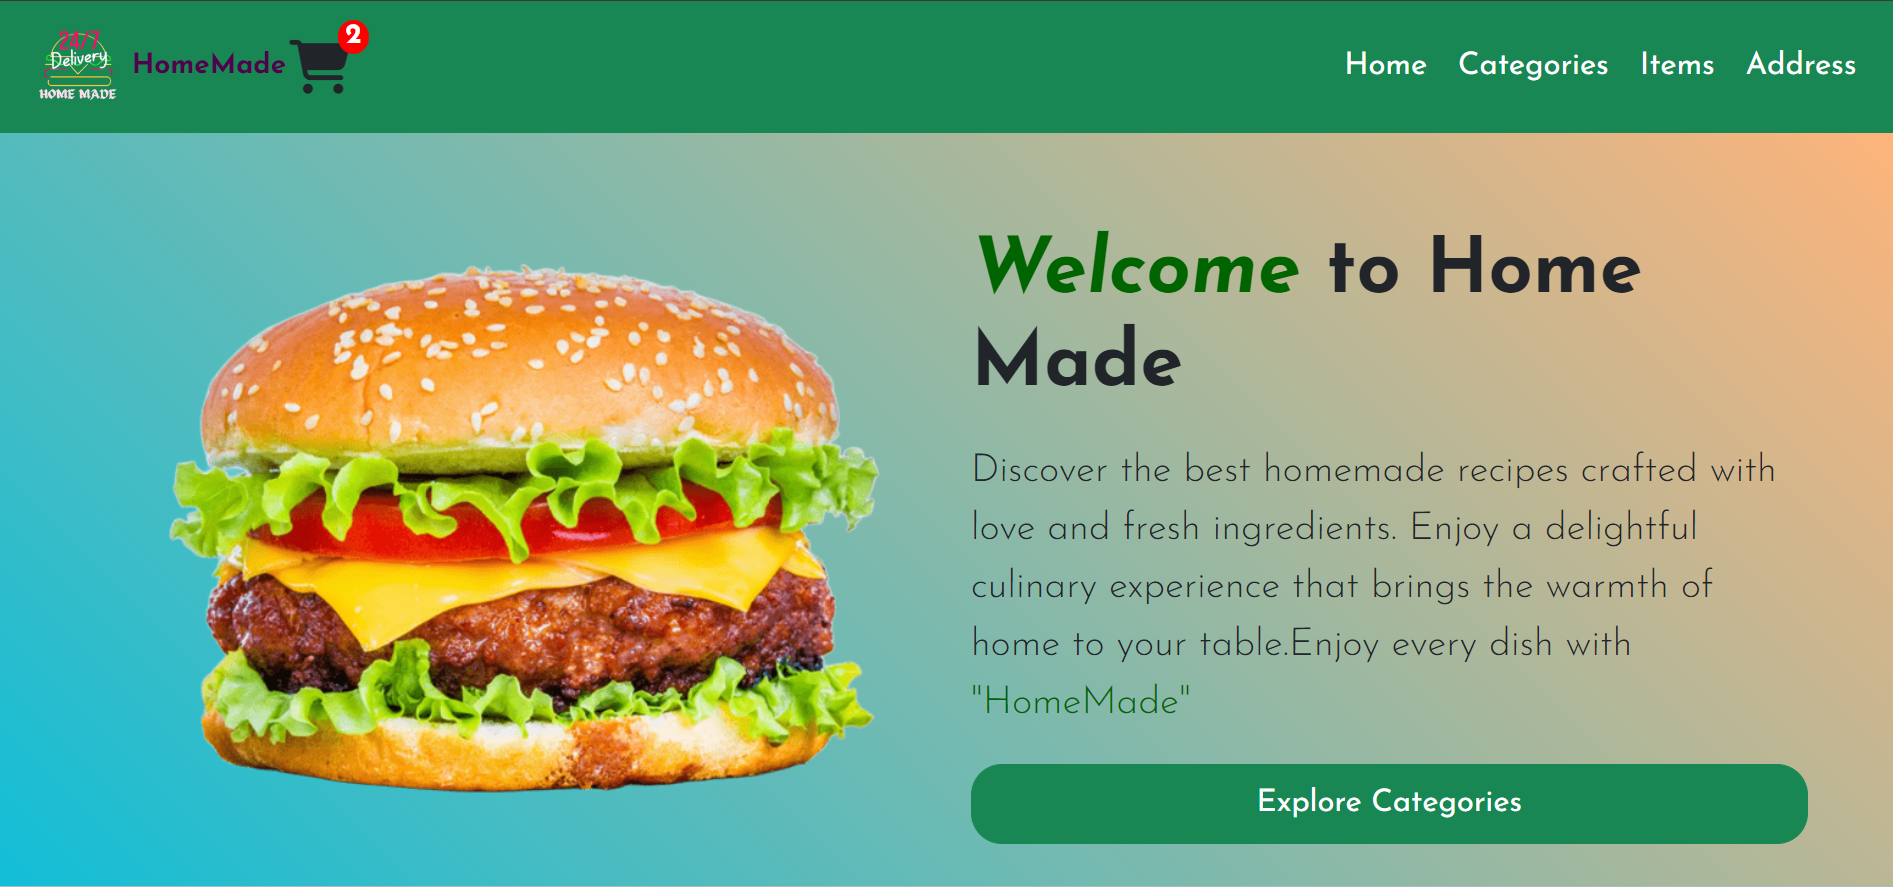 24/7
Delivery
HOME MADE
HomeMade
2
Home Categories Items Address
Welcome to Home
Made
Discover the best homemade recipes crafted with
love and fresh ingredients. Enjoy a delightful
culinary experience that brings the warmth of
home to your table.Enjoy every dish with
"HomeMade"
Explore Categories